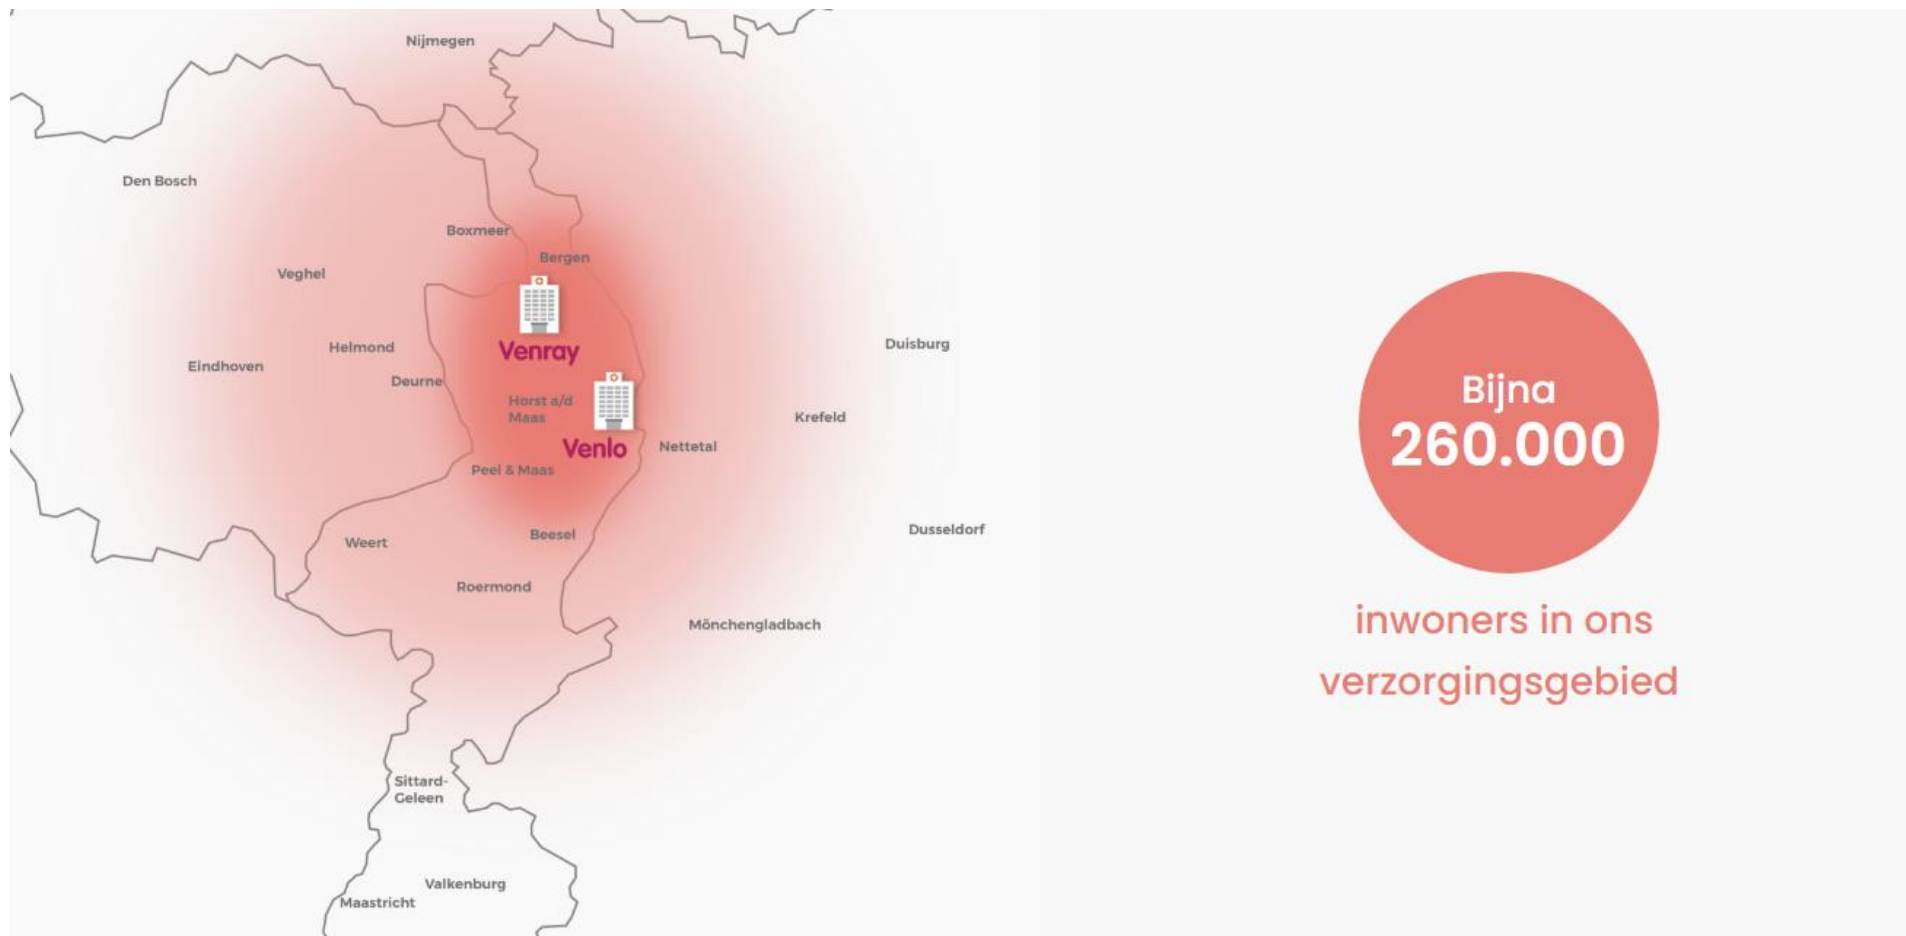 Nijmegen
Den Bosch
Boxmeer
Bergen
Veghel
Venray
Helmond
Eindhoven
Deurne
Duisburg
Horst a/d
Maas
Krefeld
Venlo
Nettetal
Peel & Maas
Beesel
Weert
Dusseldorf
Roermond
Mönchengladbach
Sittard-
Geleen
Valkenburg
Maastricht
Bijna
260.000
inwoners in ons
verzorgingsgebied